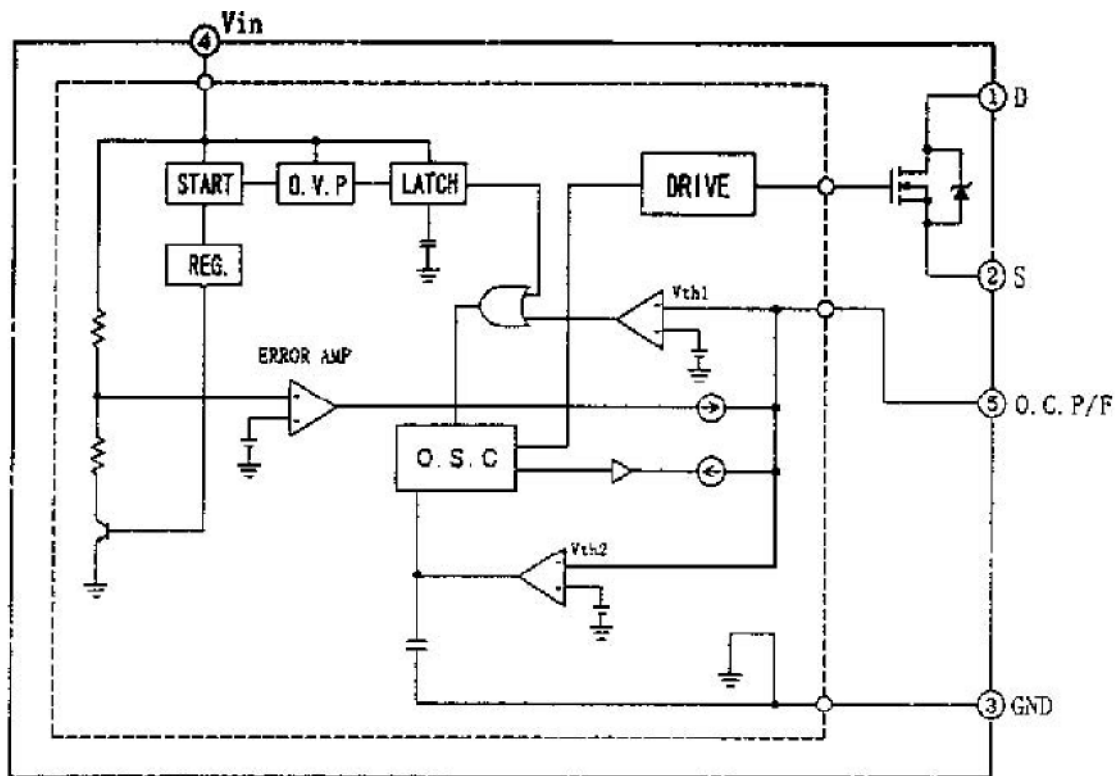 Vin
4
1 D
START
O.V.P
LATCH
DRIVE
REG.
2 S
Vth1
ERROR AMP
5 O.C.P/F
O.S.C
Vth2
3 GND